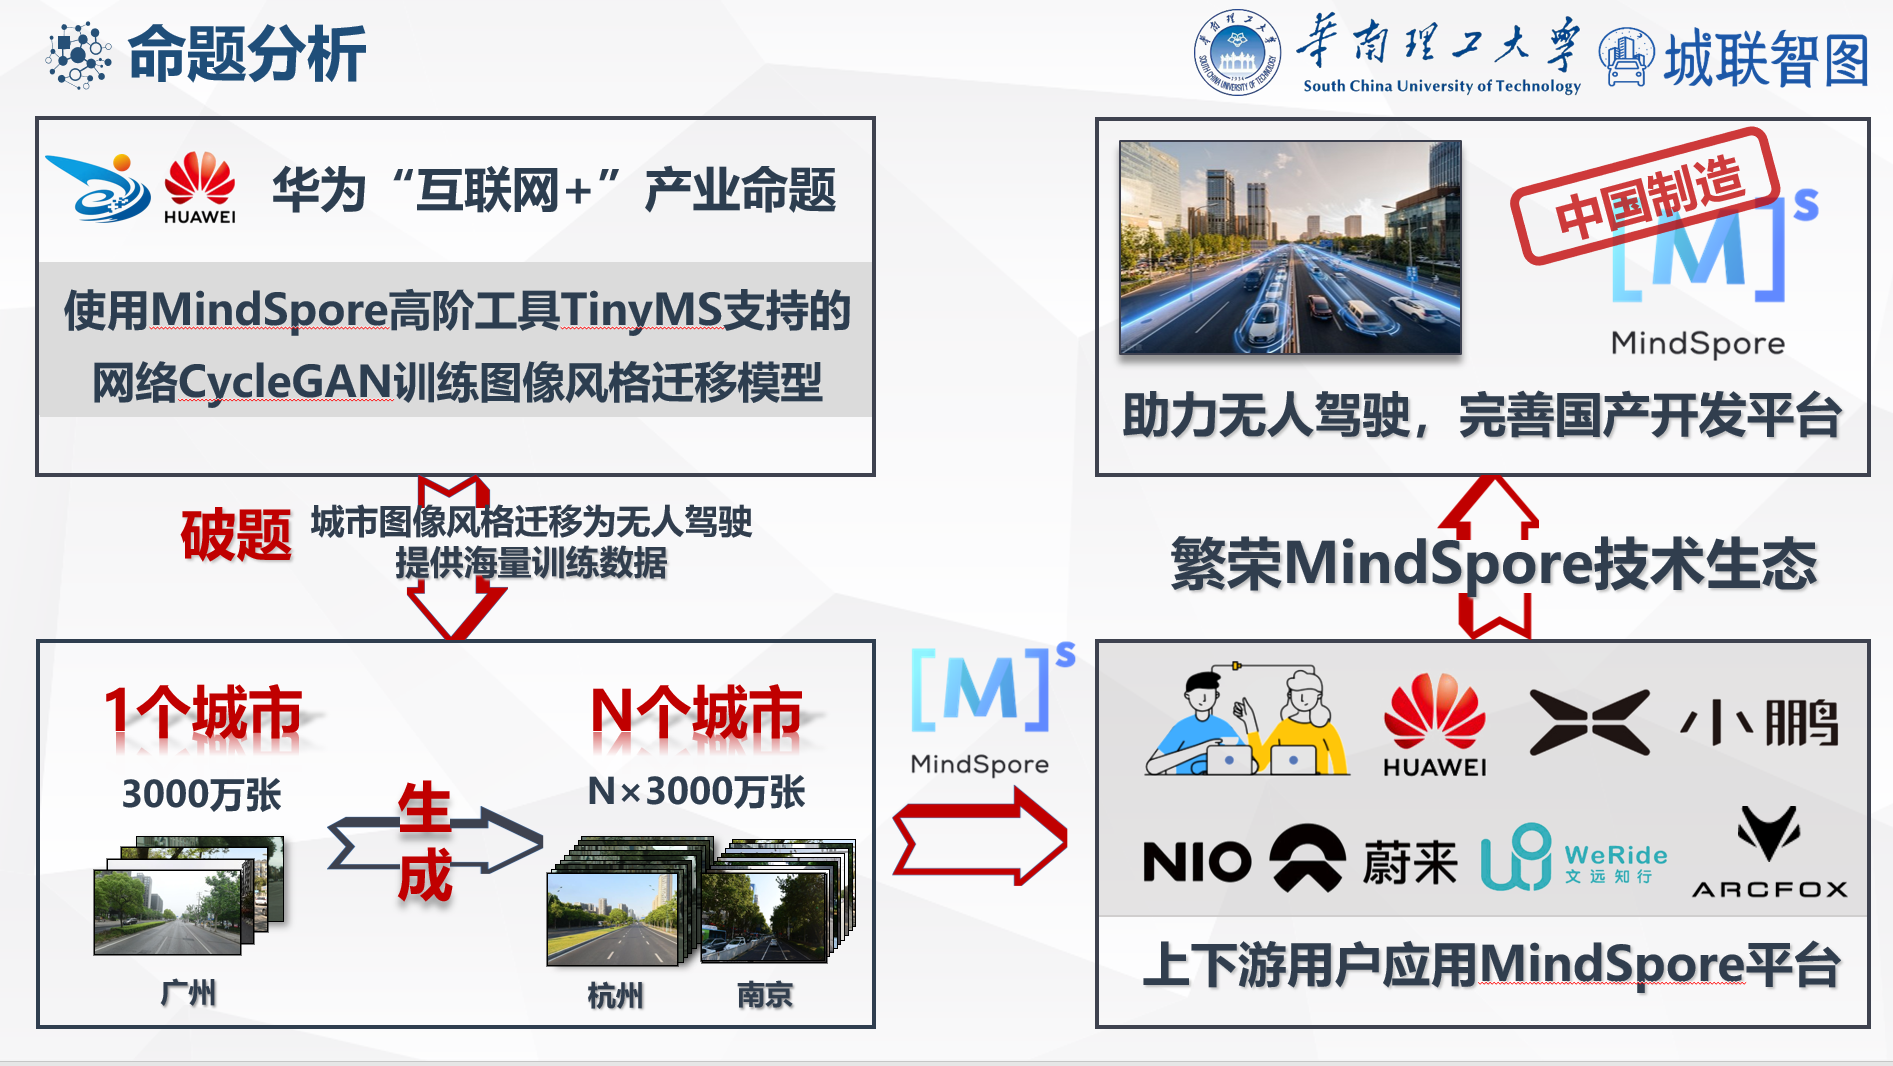 命题分析
华南理工大学
South China University of Technology
城联智图
HUAWEI
华为“互联网+”产业命题
使用MindSpore高阶工具TinyMS支持的
网络CycleGAN训练图像风格迁移模型
破题
城市图像风格迁移为无人驾驶
提供海量训练数据
1个城市
3000万张
广州
生
成
N个城市
N×3000万张
杭州
南京
[M]s
MindSpore
HUAWEI
小鹏
NIO
蔚来
WeRide
文远知行
ARCFOX
上下游用户应用MindSpore平台
繁荣MindSpore技术生态
中国制造
[M]s
MindSpore
助力无人驾驶，完善国产开发平台